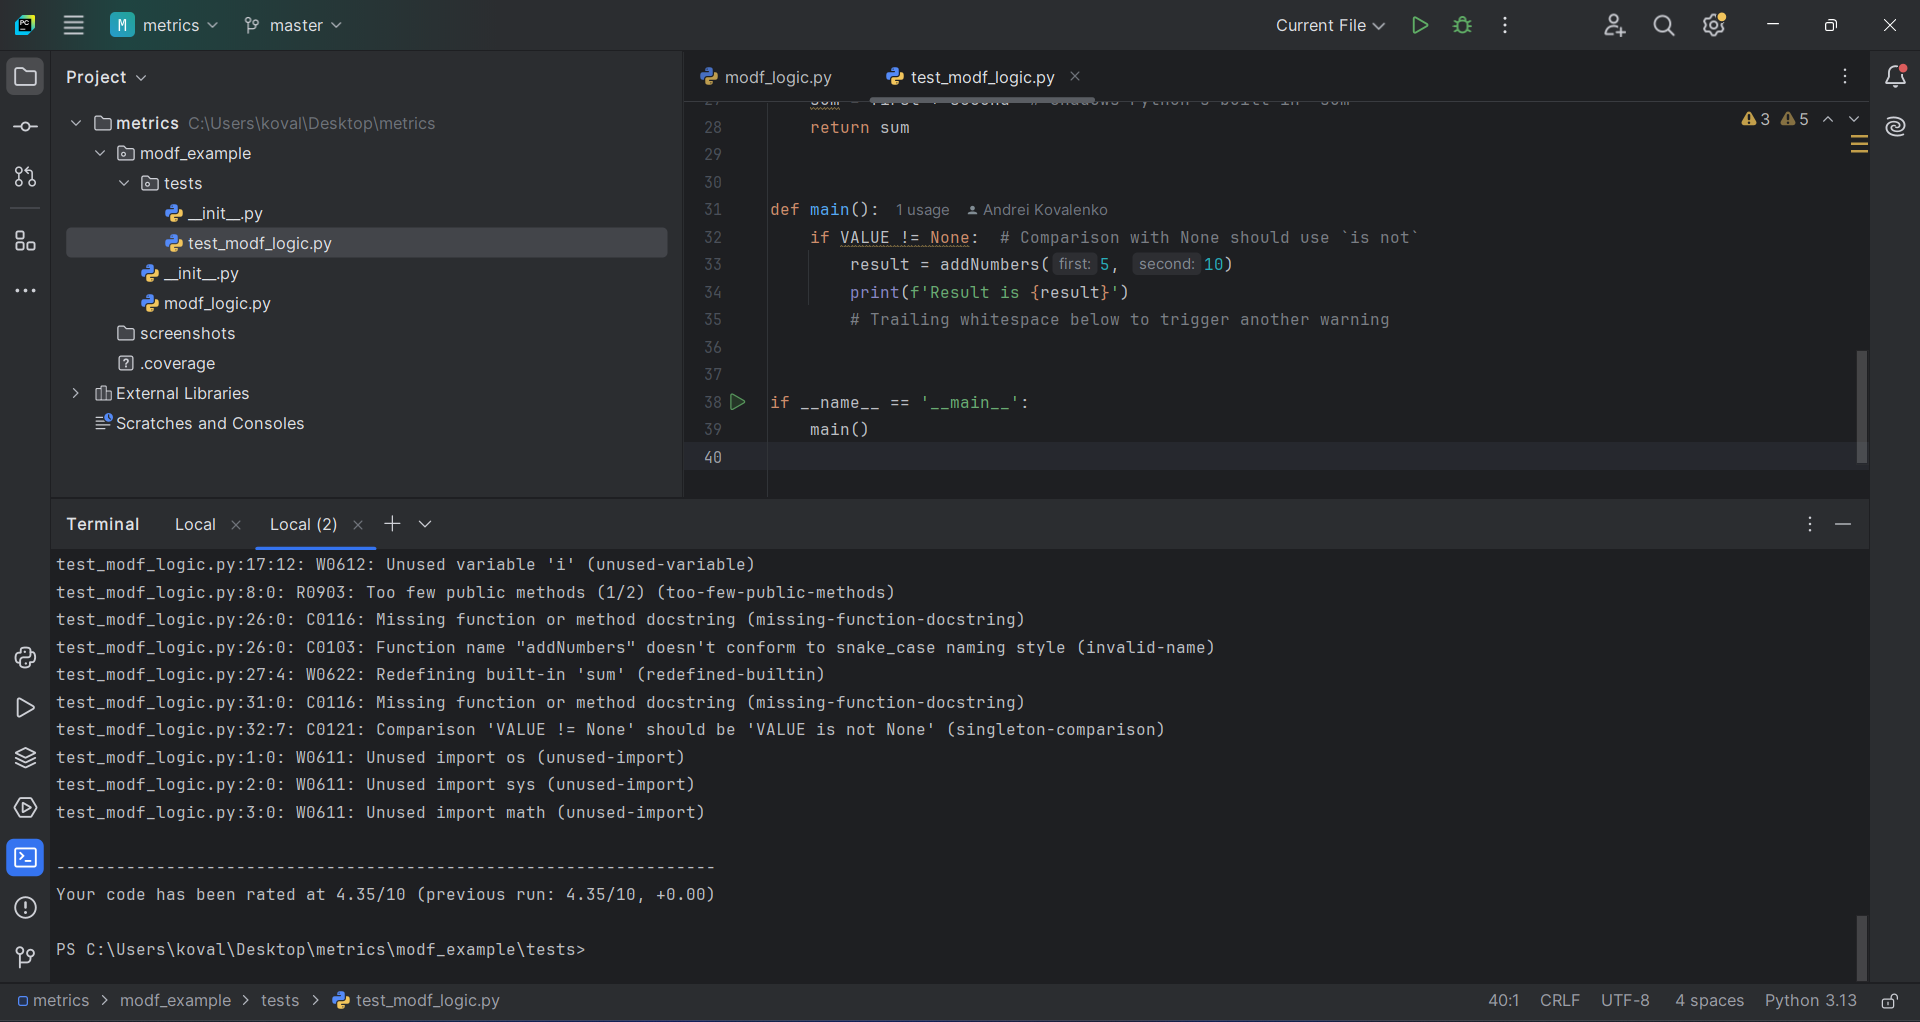 M metrics master Current File
Project
metrics C:\Users\koval\Desktop\metrics
modf_example
tests
__init__.py
test_modf_logic.py
__init__.py
modf_logic.py
screenshots
.coverage
External Libraries
Scratches and Consoles
modf_logic.py test_modf_logic.py
27 sum = first + second # Shadows Python's built-in 'sum'
28 return sum
3 5
29
30
31 def main(): 1 usage Andrei Kovalenko
32 if VALUE != None: # Comparison with None should use `is not`
33 result = addNumbers( first: 5, second: 10)
34 print(f'Result is {result}')
35 # Trailing whitespace below to trigger another warning
36
37
38 if __name__ == '__main__':
39 main()
40
Terminal Local Local (2)
test_modf_logic.py:17:12: W0612: Unused variable 'i' (unused-variable)
test_modf_logic.py:8:0: R0903: Too few public methods (1/2) (too-few-public-methods)
test_modf_logic.py:26:0: C0116: Missing function or method docstring (missing-function-docstring)
test_modf_logic.py:26:0: C0103: Function name "addNumbers" doesn't conform to snake_case naming style (invalid-name)
test_modf_logic.py:27:4: W0622: Redefining built-in 'sum' (redefined-builtin)
test_modf_logic.py:31:0: C0116: Missing function or method docstring (missing-function-docstring)
test_modf_logic.py:32:7: C0121: Comparison 'VALUE != None' should be 'VALUE is not None' (singleton-comparison)
test_modf_logic.py:1:0: W0611: Unused import os (unused-import)
test_modf_logic.py:2:0: W0611: Unused import sys (unused-import)
test_modf_logic.py:3:0: W0611: Unused import math (unused-import)
------------------------------------------------------------------
Your code has been rated at 4.35/10 (previous run: 4.35/10, +0.00)
PS C:\Users\koval\Desktop\metrics\modf_example\tests>
metrics > modf_example > tests > test_modf_logic.py 40:1 CRLF UTF-8 4 spaces Python 3.13